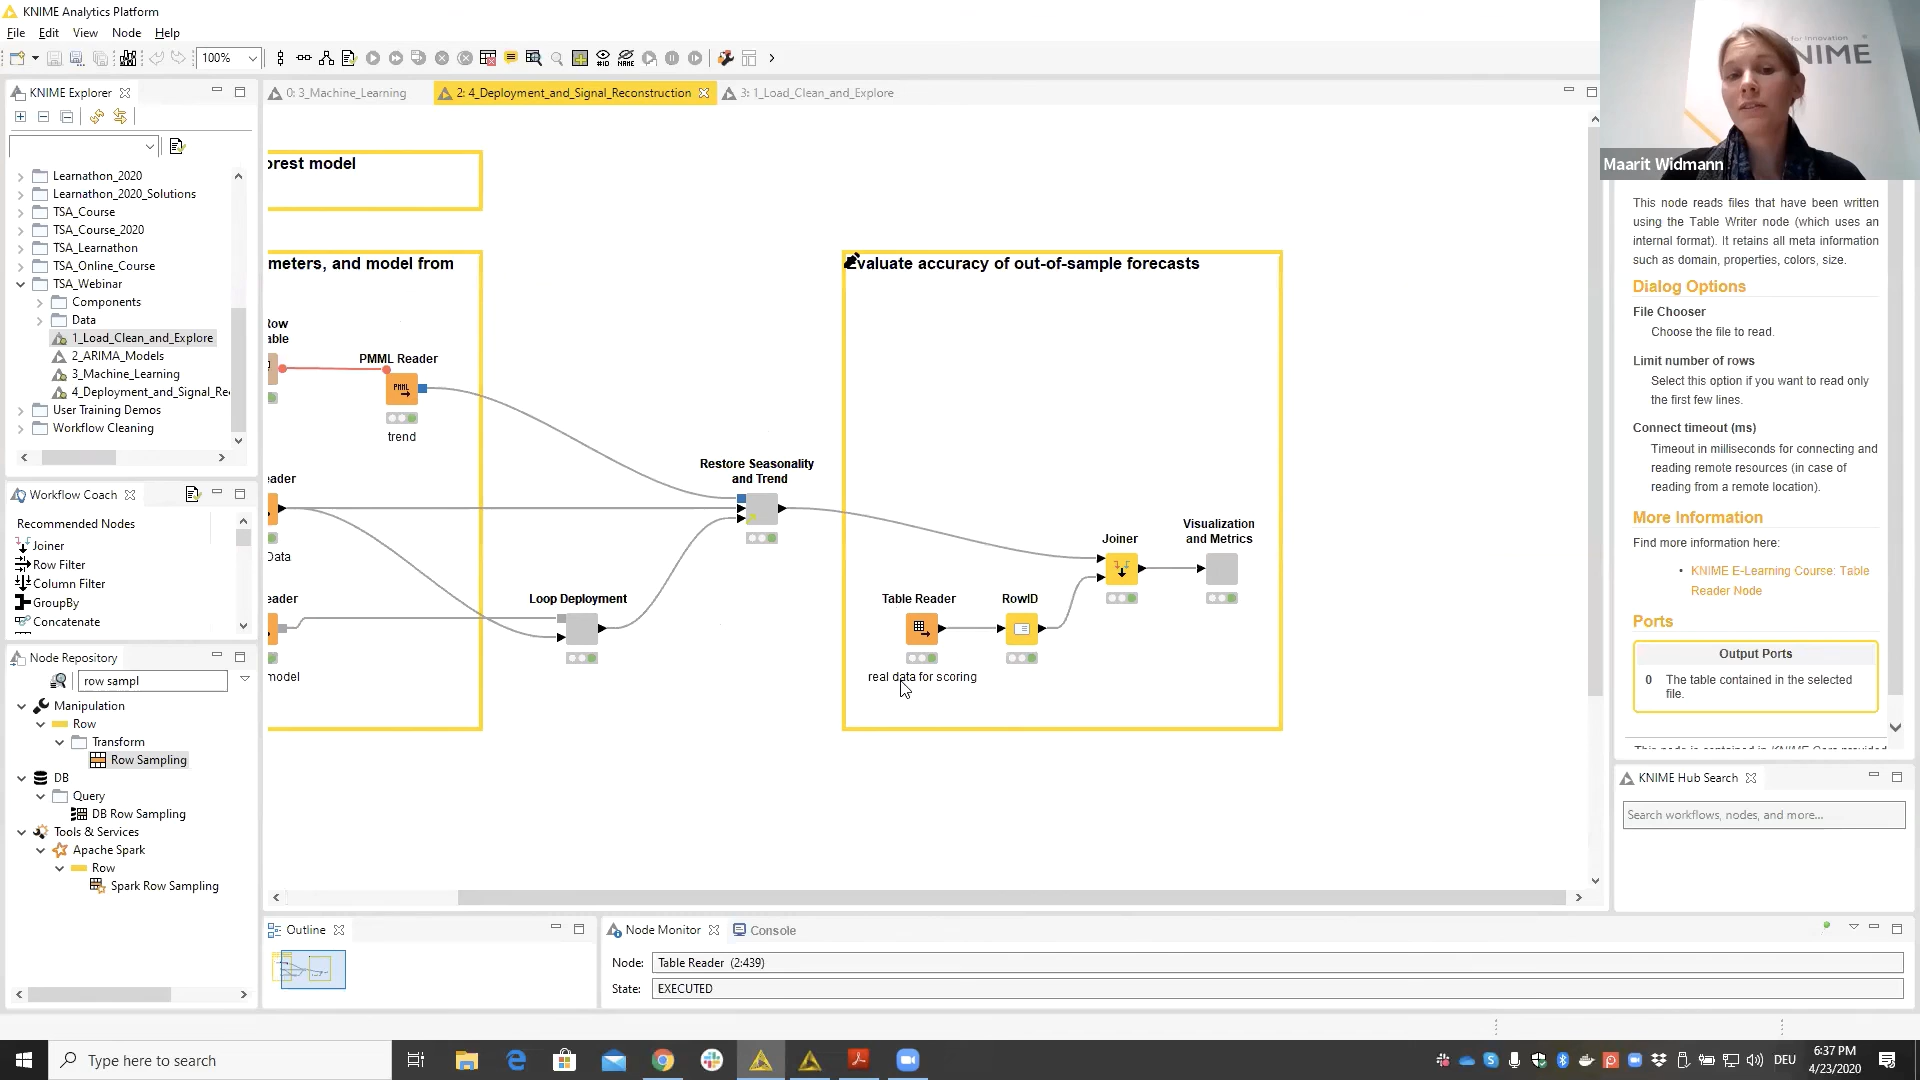 KNIME Analytics Platform
File Edit View Node Help
100%
KNIME Explorer
0: 3_Machine_Learning
2: 4_Deployment_and_Signal_Reconstruction
3: 1_Load_Clean_and_Explore
Learnathon_2020
Learnathon_2020_Solutions
TSA_Course
TSA_Course_2020
TSA_Learnathon
TSA_Online_Course
TSA_Webinar
Components
Data
1_Load_Clean_and_Explore
2_ARIMA_Models
3_Machine_Learning
4_Deployment_and_Signal_Re
User Training Demos
Workflow Cleaning
Workflow Coach
Recommended Nodes
Joiner
Row Filter
Column Filter
GroupBy
Concatenate
Node Repository
row sampl
Manipulation
Row
Transform
Row Sampling
DB
Query
DB Row Sampling
Tools & Services
Apache Spark
Row
Spark Row Sampling
orest model
meters, and model from
PMML Reader
PMML
trend
eader
Data
eader
model
Restore Seasonality
and Trend
Loop Deployment
Evaluate accuracy of out-of-sample forecasts
Table Reader
real data for scoring
RowID
Joiner
Visualization
and Metrics
Outline
Node Monitor
Console
Node: Table Reader (2:439)
State: EXECUTED
for Innovation
KNIME
Maarit Widmann
This node reads files that have been written
using the Table Writer node (which uses an
internal format). It retains all meta information
such as domain, properties, colors, size.
Dialog Options
File Chooser
Choose the file to read.
Limit number of rows
Select this option if you want to read only
the first few lines.
Connect timeout (ms)
Timeout in milliseconds for connecting and
reading remote resources (in case of
reading from a remote location).
More Information
Find more information here:
• KNIME E-Learning Course: Table
Reader Node
Ports
Output Ports
0 The table contained in the selected
file.
KNIME Hub Search
Search workflows, nodes, and more...
Type here to search
DEU
6:37 PM
4/23/2020